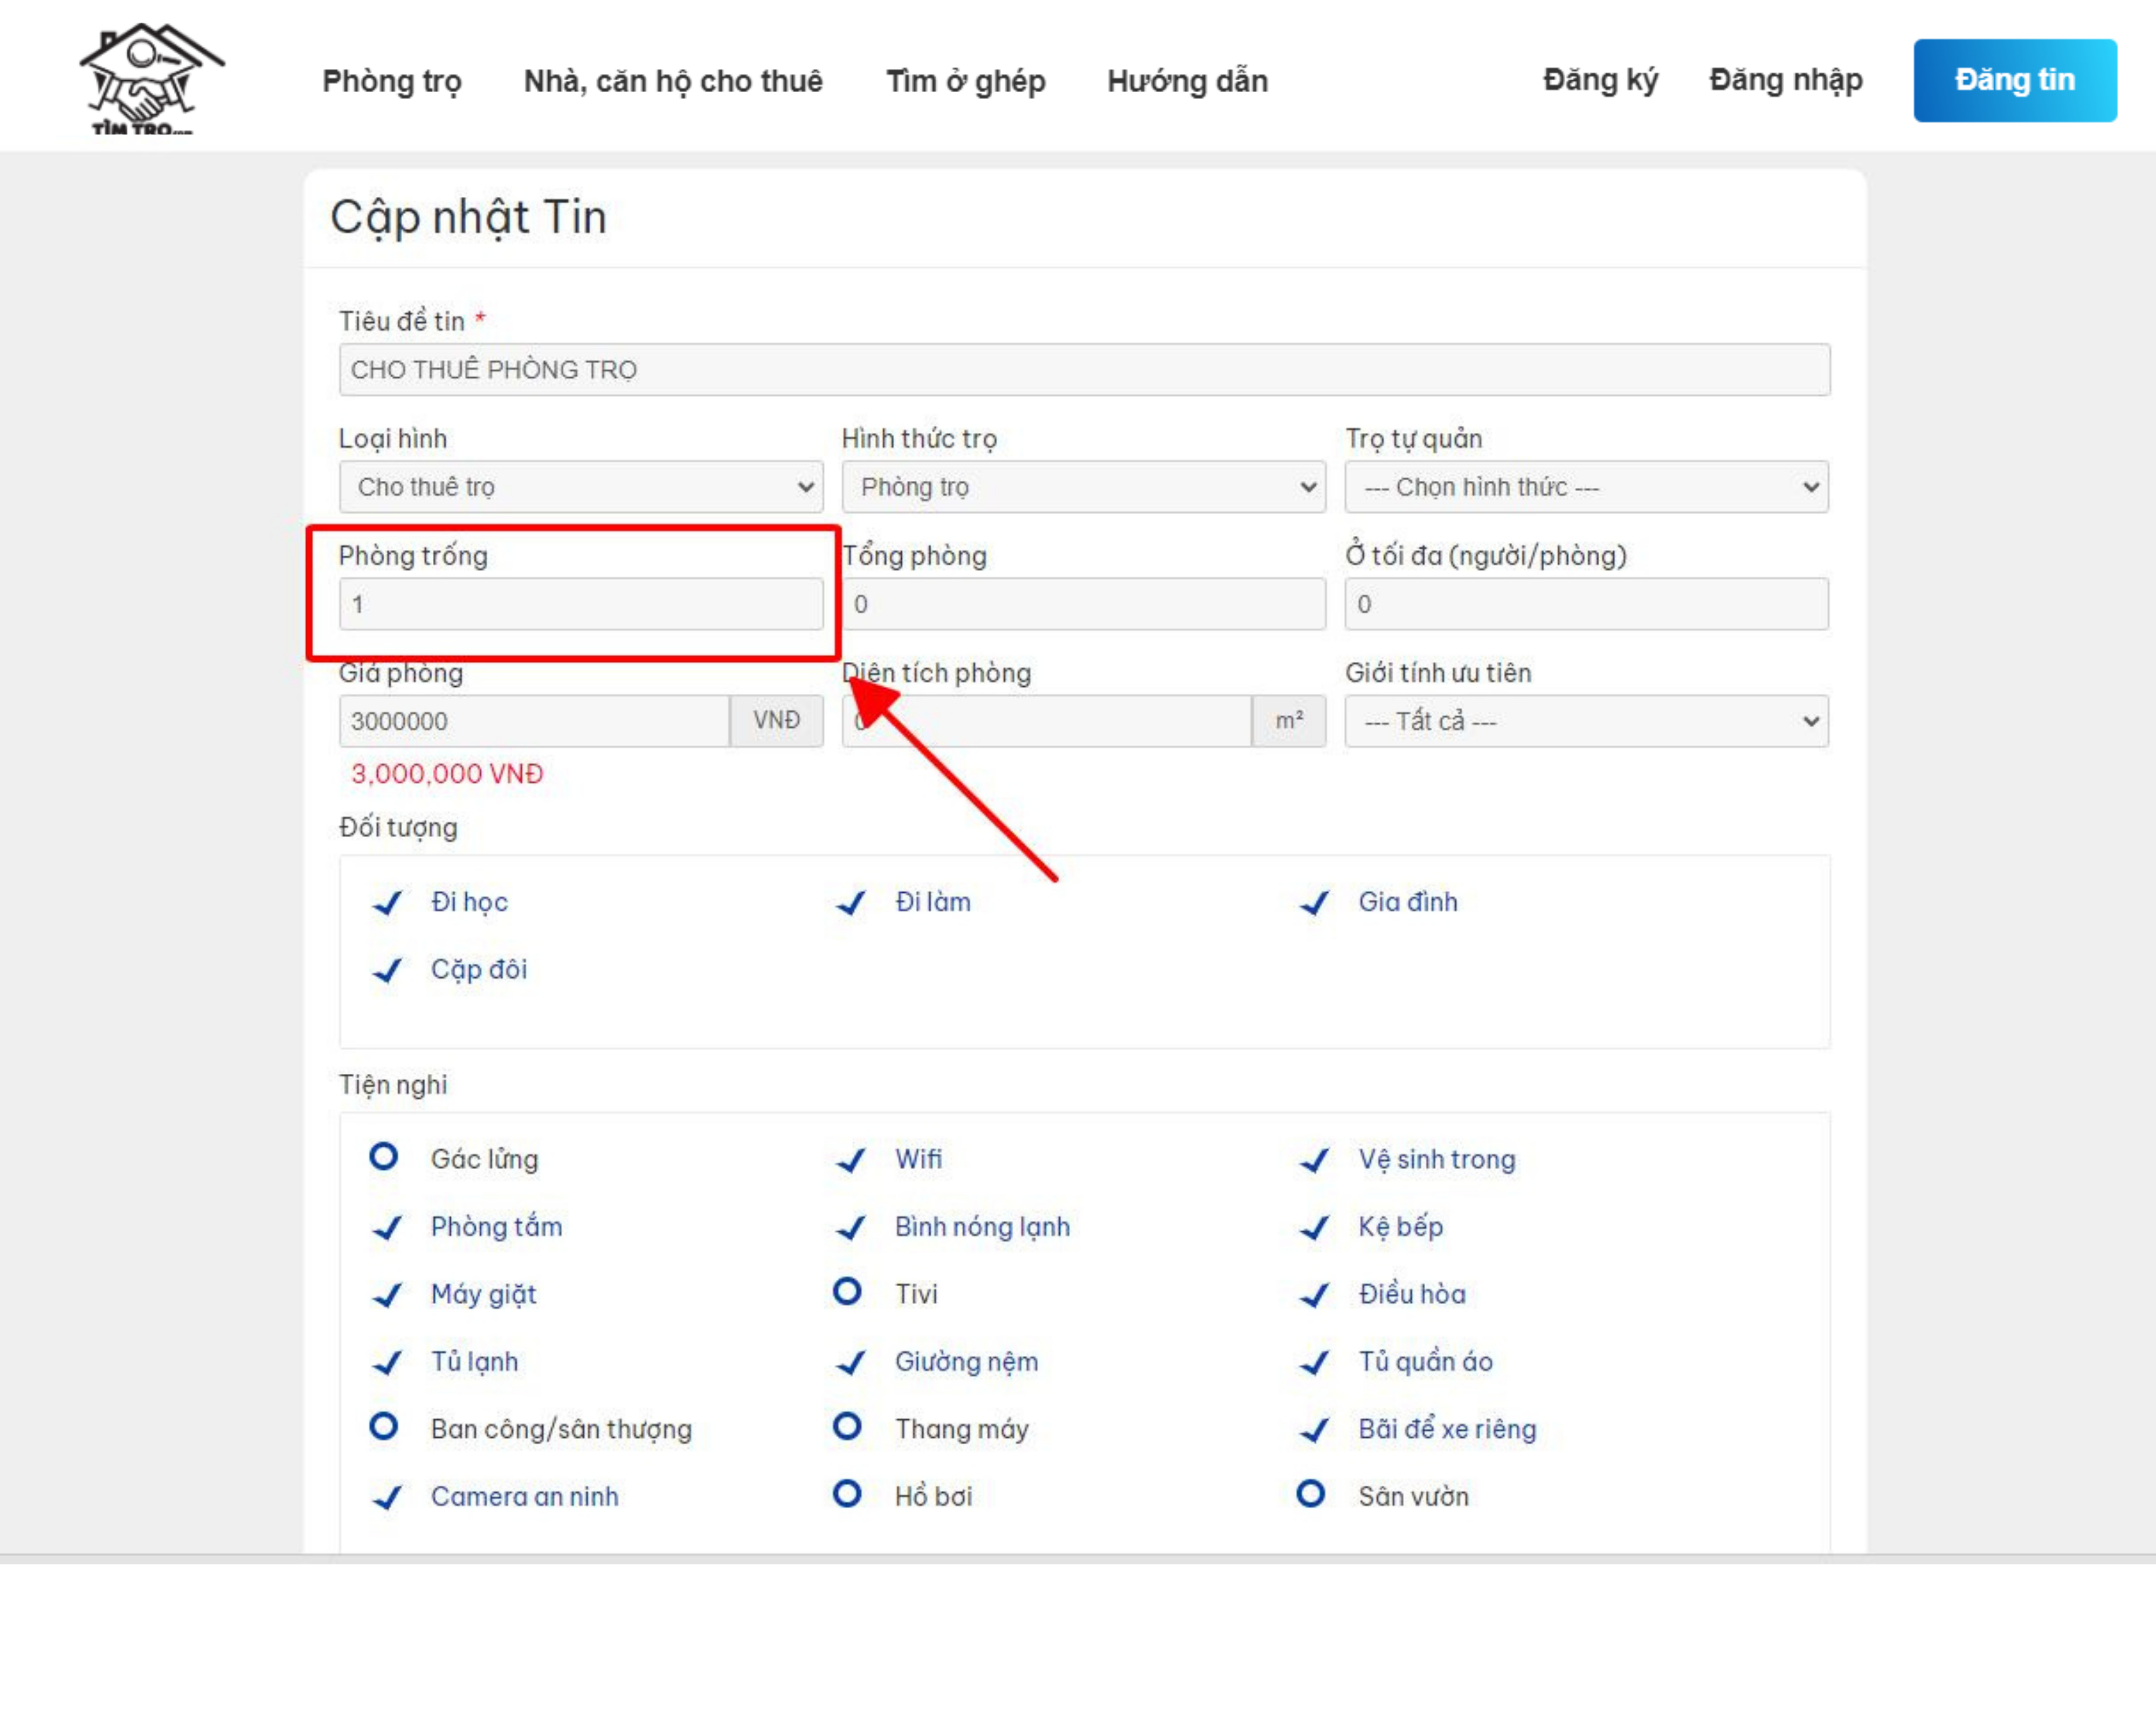 TÌM TRO.com
Phòng trọ Nhà, căn hộ cho thuê Tìm ở ghép Hướng dẫn Đăng ký Đăng nhập Đăng tin
Cập nhật Tin
Tiêu đề tin *
CHO THUÊ PHÒNG TRỌ
Loại hình Hình thức trọ Trọ tự quản
Cho thuê trọ Phòng trọ --- Chọn hình thức ---
Phòng trống Tổng phòng Ở tối đa (người/phòng)
1 0 0
Giá phòng Diện tích phòng Giới tính ưu tiên
3000000 VNĐ 0 m² --- Tất cả ---
3,000,000 VNĐ
Đối tượng
Đi học Đi làm Gia đình
Cặp đôi
Tiện nghi
Gác lửng Wifi Vệ sinh trong
Phòng tắm Bình nóng lạnh Kệ bếp
Máy giặt Tivi Điều hòa
Tủ lạnh Giường nệm Tủ quần áo
Ban công/sân thượng Thang máy Bãi để xe riêng
Camera an ninh Hồ bơi Sân vườn